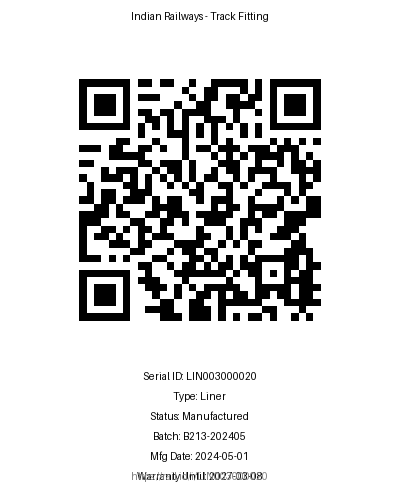 Indian Railways - Track Fitting
Serial ID: LIN003000020
Type: Liner
Status: Manufactured
Batch: B213-202405
Mfg Date: 2024-05-01
Warranty Until: 2027-03-08